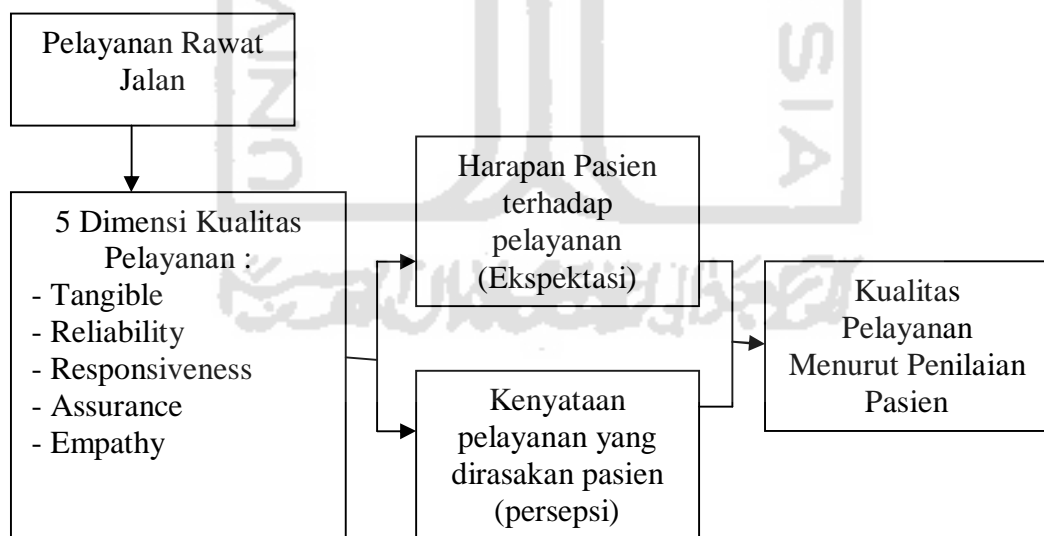 Pelayanan Rawat
Jalan
5 Dimensi Kualitas
Pelayanan :
- Tangible
- Reliability
- Responsiveness
- Assurance
- Empathy
Harapan Pasien
terhadap
pelayanan
(Ekspektasi)
Kenyataan
pelayanan yang
dirasakan pasien
(persepsi)
Kualitas
Pelayanan
Menurut Penilaian
Pasien